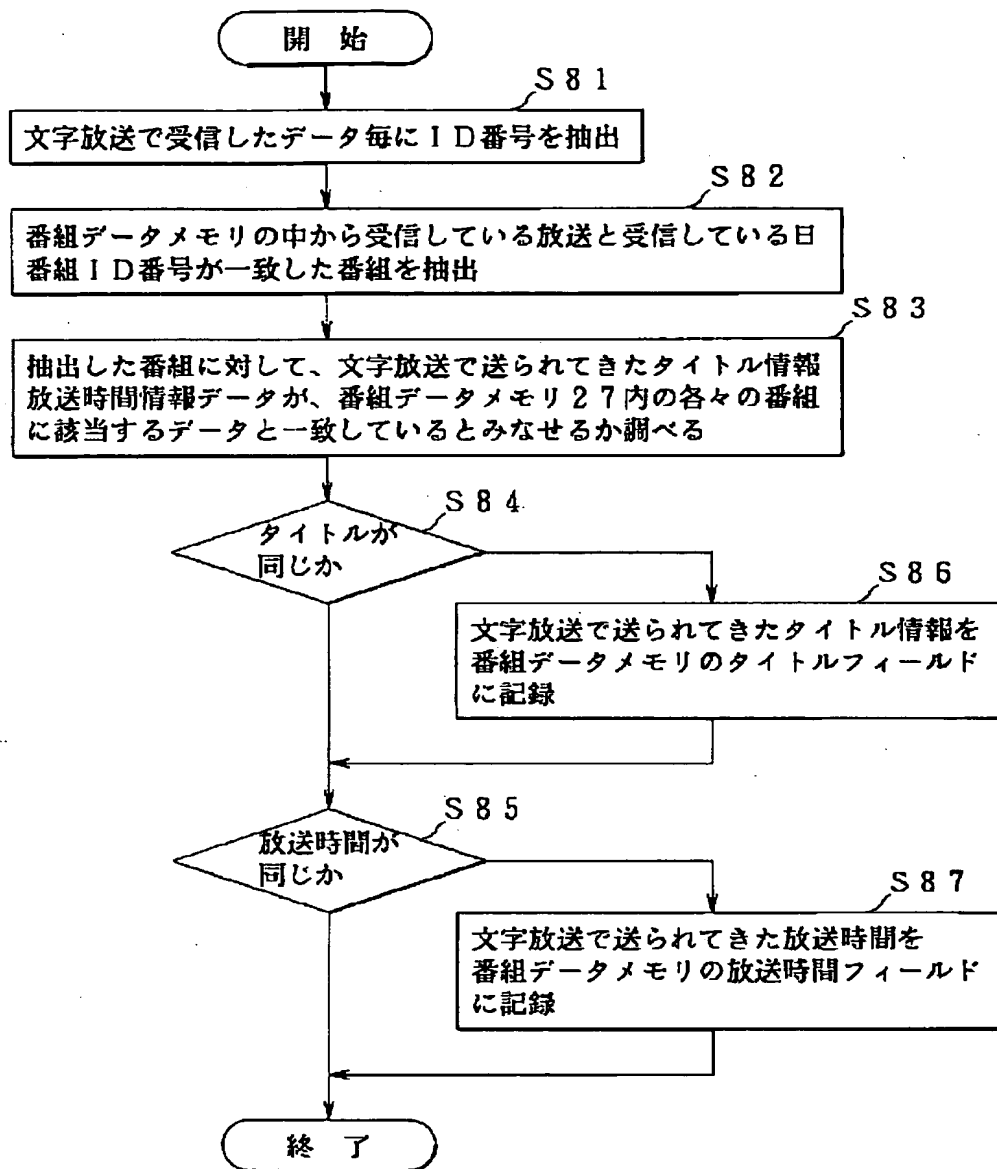 開 始
S81
文字放送で受信したデータ毎にID番号を抽出
S82
番組データメモリの中から受信している放送と受信している日
番組ID番号が一致した番組を抽出
S83
抽出した番組に対して、文字放送で送られてきたタイトル情報
放送時間情報データが、番組データメモリ27内の各々の番組
に該当するデータと一致しているとみなせるか調べる
S84
タイトルが
同じか
S86
文字放送で送られてきたタイトル情報を
番組データメモリのタイトルフィールド
に記録
S85
放送時間が
同じか
S87
文字放送で送られてきた放送時間を
番組データメモリの放送時間フィールド
に記録
終 了